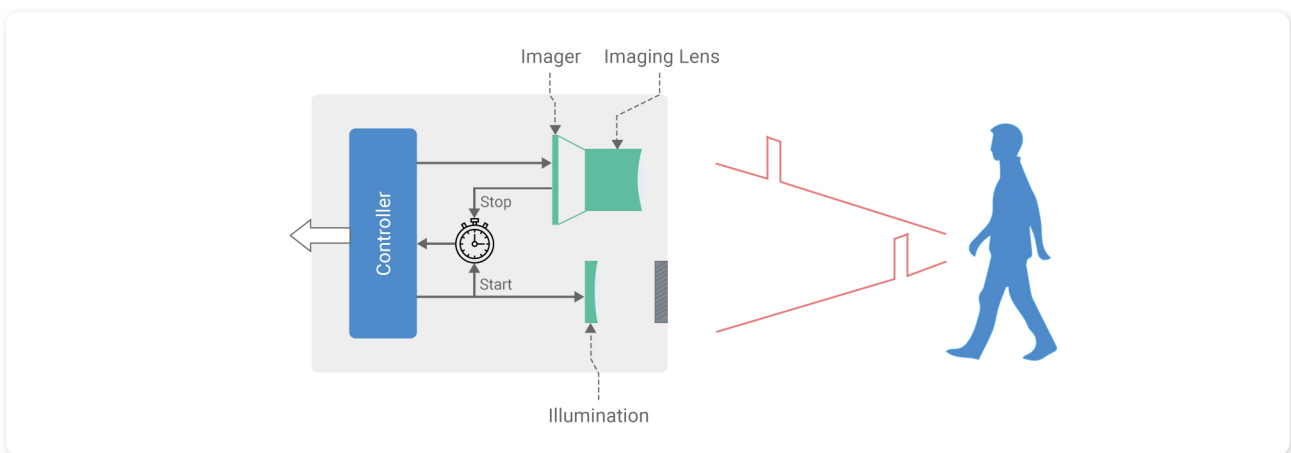 Imager
Imaging Lens
Stop
Controller
Start
Illumination